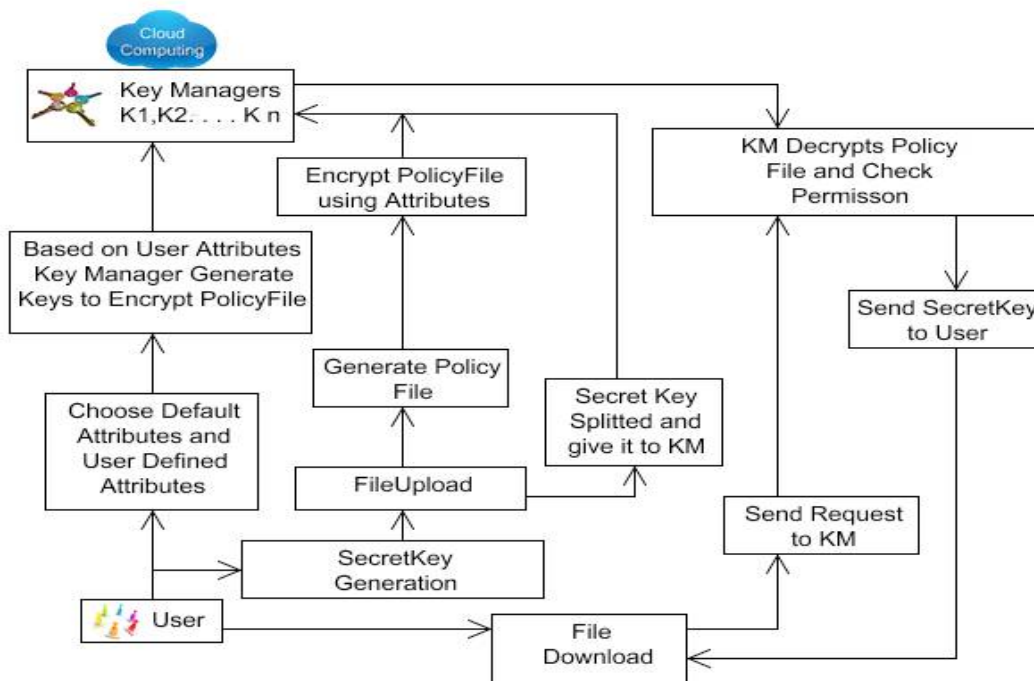 Cloud
Computing
Key Managers
K1,K2. . . . K n
KM Decrypts Policy
File and Check
Permisson
Encrypt PolicyFile
using Attributes
Based on User Attributes
Key Manager Generate
Keys to Encrypt PolicyFile
Send SecretKey
to User
Generate Policy
File
Secret Key
Splitted and
give it to KM
Choose Default
Attributes and
User Defined
Attributes
FileUpload
Send Request
to KM
SecretKey
Generation
User
File
Download